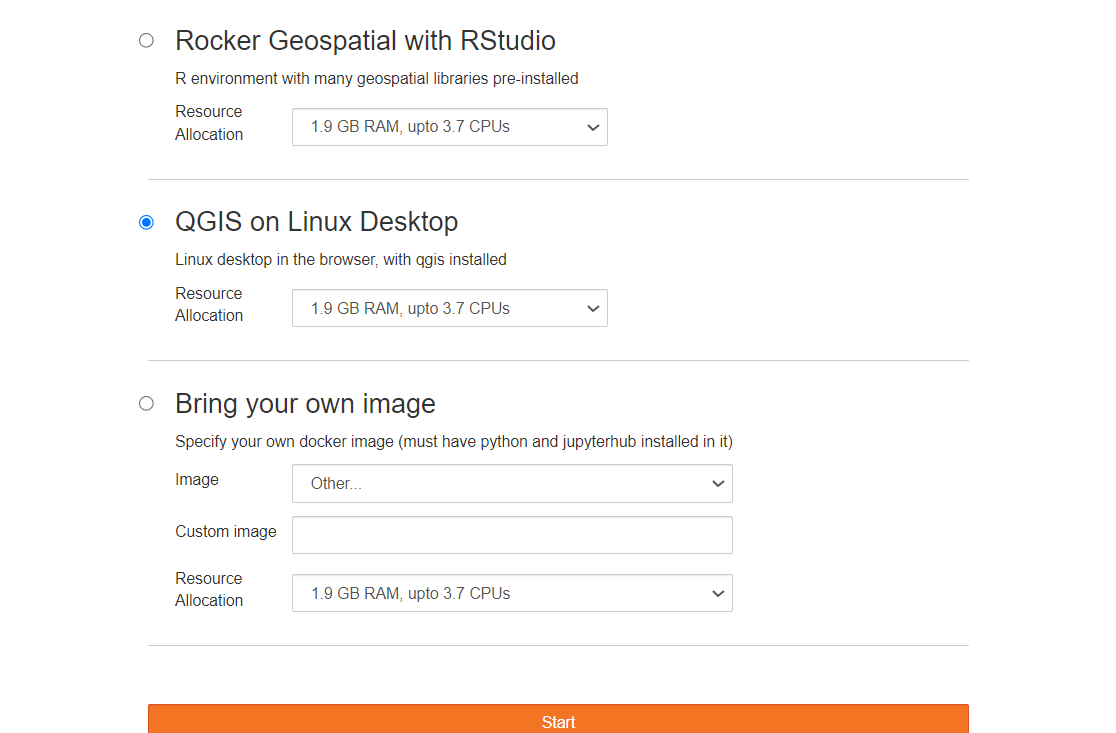 Rocker Geospatial with RStudio
R environment with many geospatial libraries pre-installed
Resource
Allocation
1.9 GB RAM, upto 3.7 CPUs
QGIS on Linux Desktop
Linux desktop in the browser, with qgis installed
Resource
Allocation
1.9 GB RAM, upto 3.7 CPUs
Bring your own image
Specify your own docker image (must have python and jupyterhub installed in it)
Image
Other...
Custom image
Resource
Allocation
1.9 GB RAM, upto 3.7 CPUs
Start